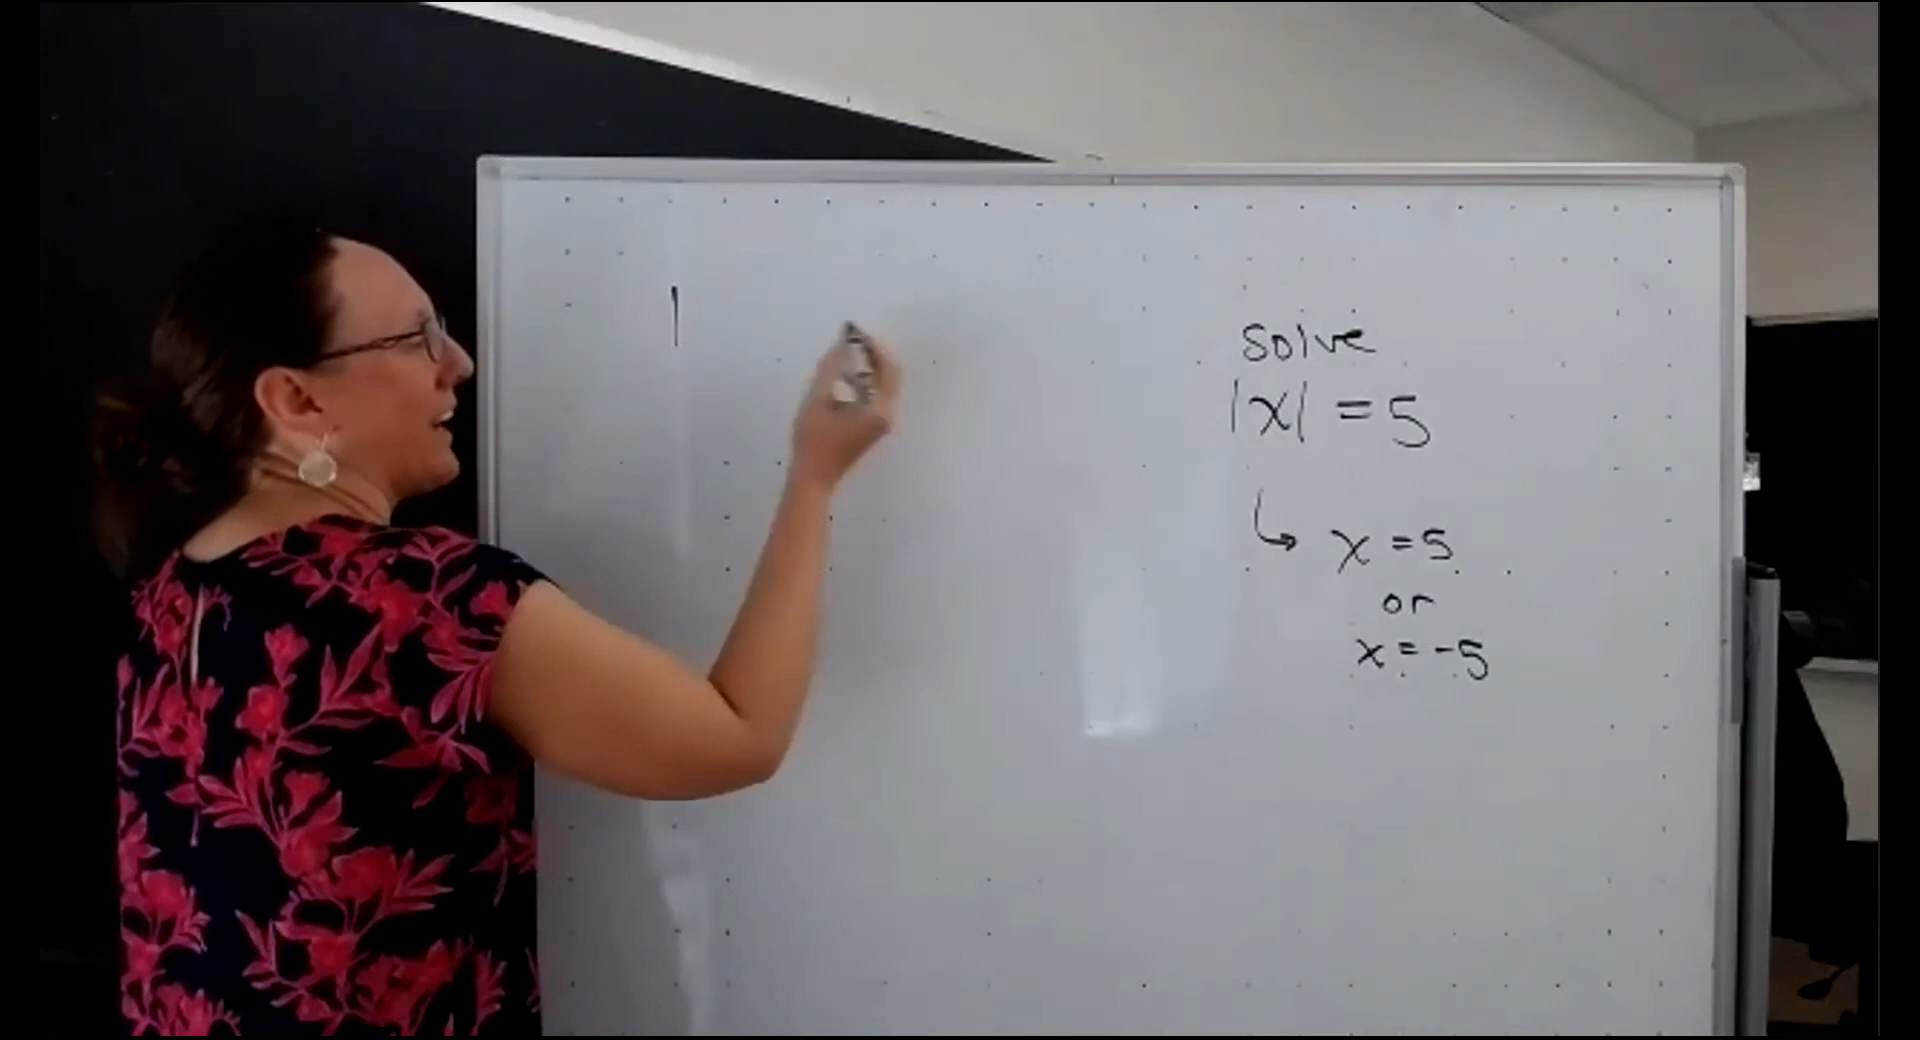 |
solve
|x| = 5
↳ x = 5
or
x = -5